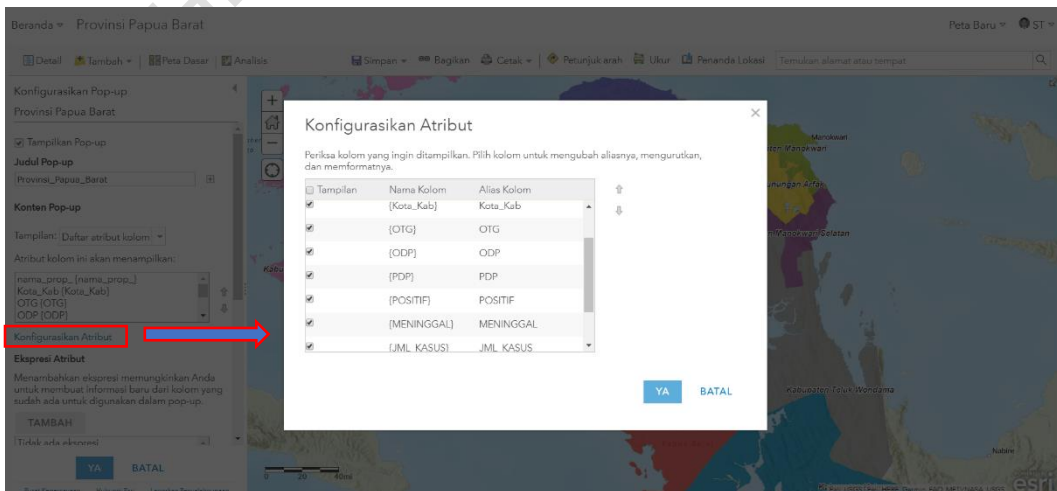 Beranda Provinsi Papua Barat
Peta Baru ST
Detail Tambah Peta Dasar Analisis
Simpan Bagikan Cetak Petunjuk arah Ukur Penanda Lokasi Temukan alamat atau tempat
Konfigurasikan Pop-up
Provinsi Papua Barat
Tampilkan Pop-up
Judul Pop-up
Provinsi_Papua_Barat
Konten Pop-up
Tampilan: Daftar atribut kolom
Atribut kolom ini akan menampilkan:
nama_prop_ {nama_prop_}
Kota_Kab {Kota_Kab}
OTG {OTG}
ODP {ODP}
Konfigurasikan Atribut
Ekspresi Atribut
Menambahkan ekspresi memungkinkan Anda
untuk membuat informasi baru dari kolom yang
sudah ada untuk digunakan dalam pop-up.
TAMBAH
Tidak ada ekspresi
YA BATAL
Konfigurasikan Atribut
Periksa kolom yang ingin ditampilkan. Pilih kolom untuk mengubah aliasnya, mengurutkan,
dan memformatnya.
Tampilan Nama Kolom Alias Kolom
{Kota_Kab} Kota_Kab
{OTG} OTG
{ODP} ODP
{PDP} PDP
{POSITIF} POSITIF
{MENINGGAL} MENINGGAL
{JML_KASUS} JML_KASUS
YA BATAL
Manokwari
Manokwari Selatan
Kabupaten Teluk Wondama
Nabire
esri